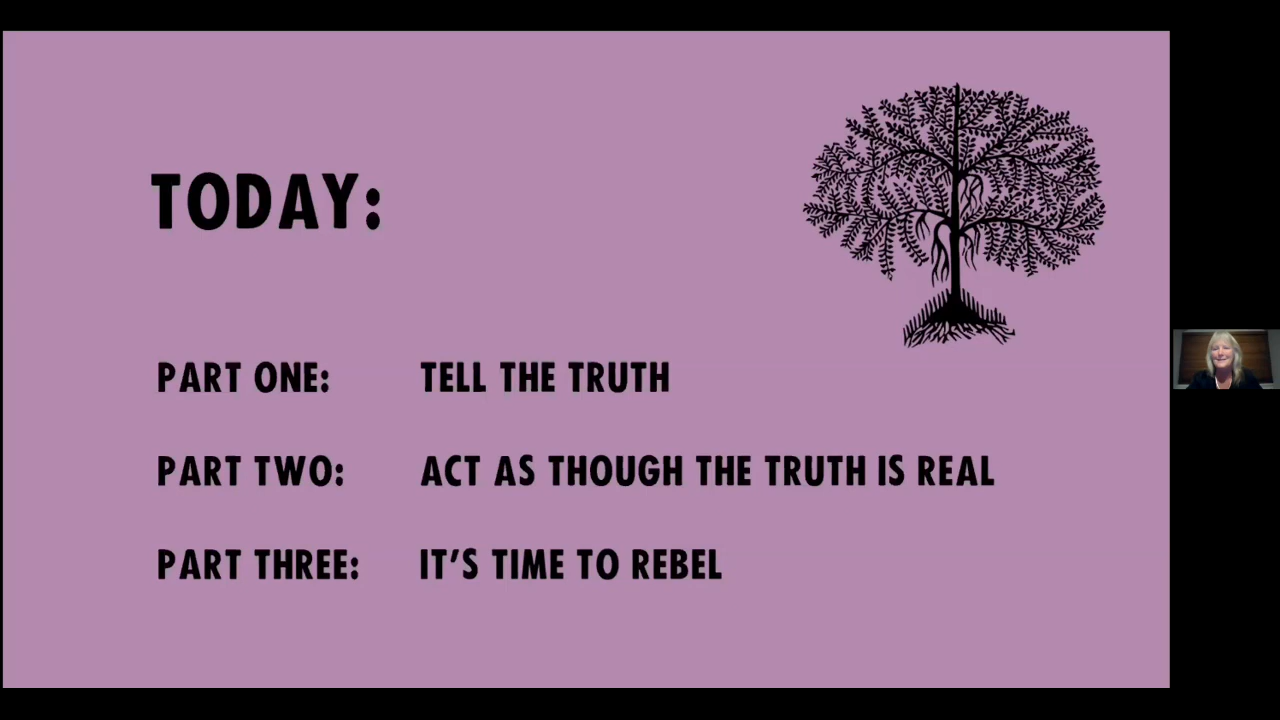 TODAY:
PART ONE: TELL THE TRUTH
PART TWO: ACT AS THOUGH THE TRUTH IS REAL
PART THREE: IT'S TIME TO REBEL